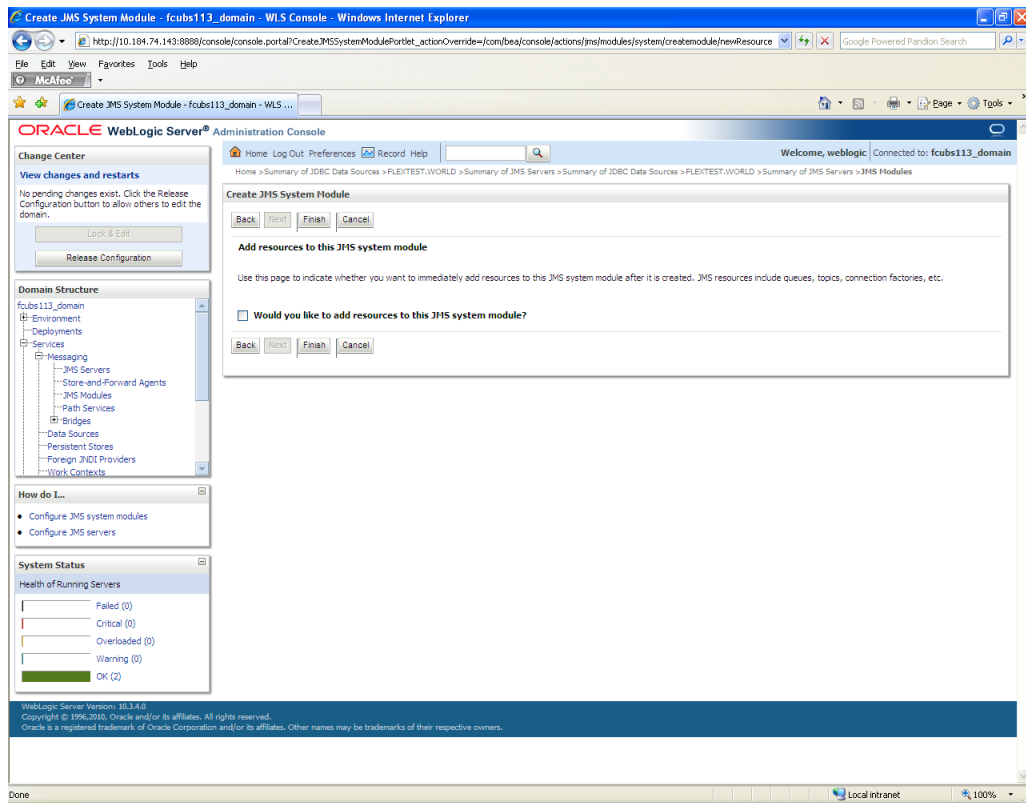 Create JMS System Module - fcubs113_domain - WLS Console - Windows Internet Explorer
http://10.184.74.143:8888/console/console.portal?CreateJMSSystemModulePortlet_actionOverride=/com/bea/console/actions/jms/modules/system/createmodule/newResource
Google Powered Pandion Search
File Edit View Favorites Tools Help
McAfee
Create JMS System Module - fcubs113_domain - WLS ...
Page Tools
ORACLE WebLogic Server® Administration Console
Change Center
View changes and restarts
No pending changes exist. Click the Release
Configuration button to allow others to edit the
domain.
Lock & Edit
Release Configuration
Domain Structure
fcubs113_domain
Environment
Deployments
Services
Messaging
JMS Servers
Store-and-Forward Agents
JMS Modules
Path Services
Bridges
Data Sources
Persistent Stores
Foreign JNDI Providers
Work Contexts
How do I...
Configure JMS system modules
Configure JMS servers
System Status
Health of Running Servers
Failed (0)
Critical (0)
Overloaded (0)
Warning (0)
OK (2)
Home Log Out Preferences Record Help
Welcome, weblogic Connected to: fcubs113_domain
Home >Summary of JDBC Data Sources >FLEXTEST.WORLD >Summary of JMS Servers >Summary of JDBC Data Sources >FLEXTEST.WORLD >Summary of JMS Servers >JMS Modules
Create JMS System Module
Back Next Finish Cancel
Add resources to this JMS system module
Use this page to indicate whether you want to immediately add resources to this JMS system module after it is created. JMS resources include queues, topics, connection factories, etc.
Would you like to add resources to this JMS system module?
Back Next Finish Cancel
WebLogic Server Version: 10.3.4.0
Copyright © 1996,2010, Oracle and/or its affiliates. All rights reserved.
Oracle is a registered trademark of Oracle Corporation and/or its affiliates. Other names may be trademarks of their respective owners.
Done
Local intranet
100%